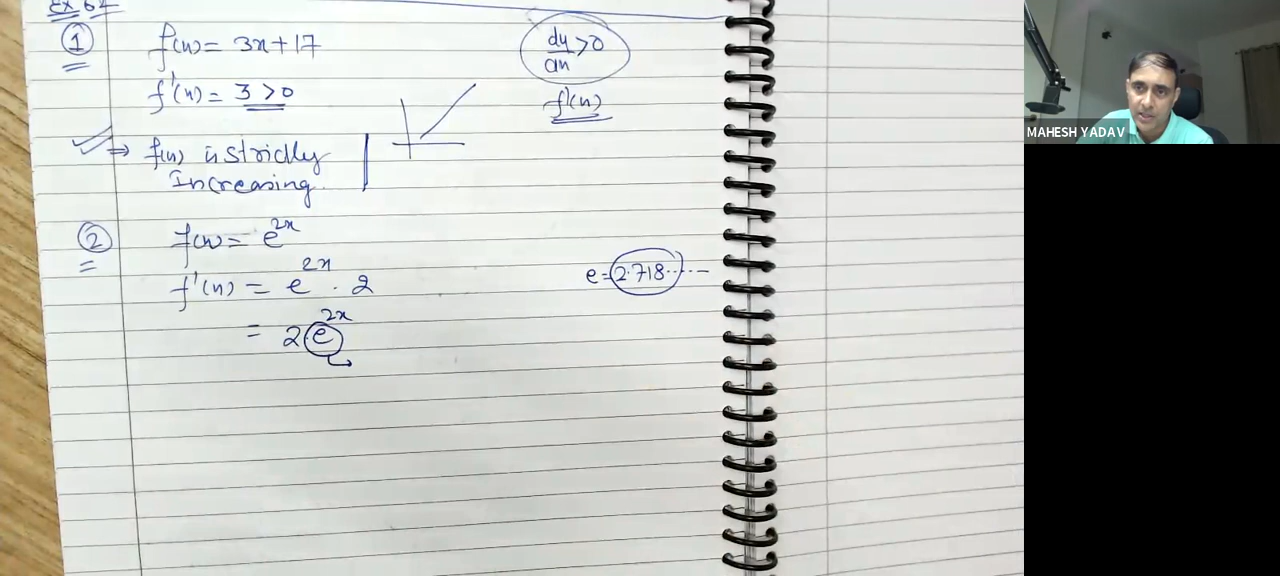 Ex 6.2
① f(x) = 3x+17
dy/dx >0
f'(x) = 3 >0
f'(x)
⇒ f(x) is strictly
Increasing.
② f(x) = e^2x
f'(x) = e^2x . 2
e=2.718.....
= 2e^2x
MAHESH YADAV